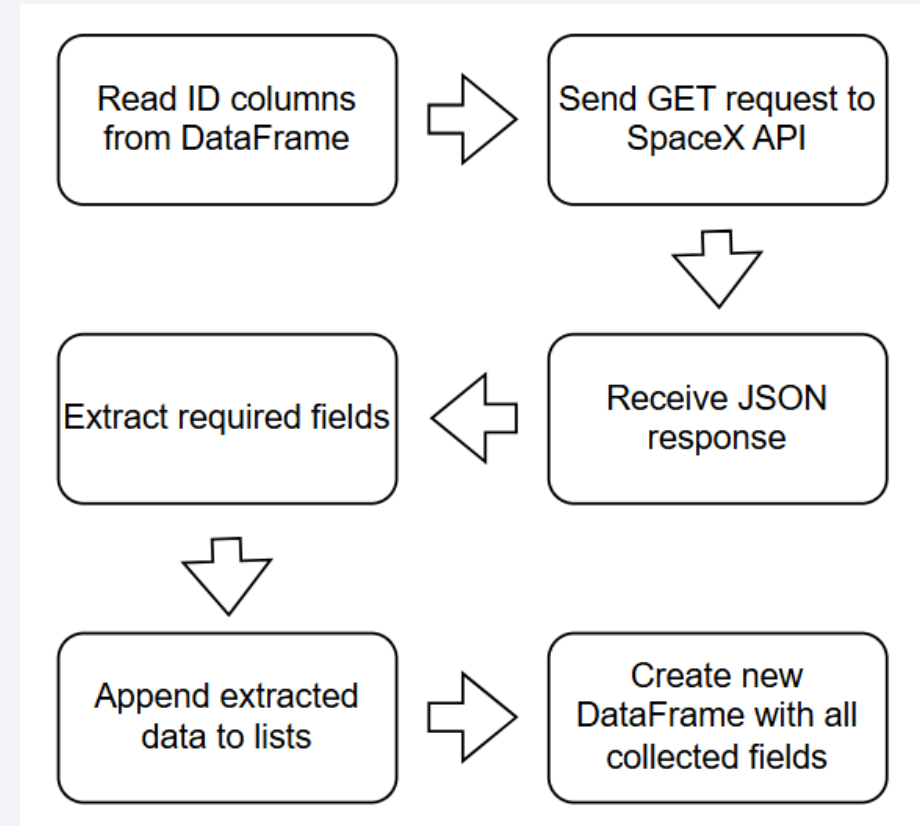 Read ID columns
from DataFrame
Send GET request to
SpaceX API
Receive JSON
response
Extract required fields
Append extracted
data to lists
Create new
DataFrame with all
collected fields